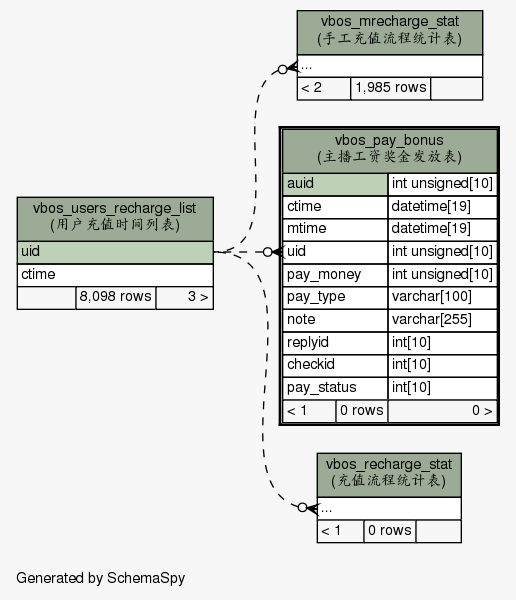 vbos_mrecharge_stat
(手工充值流程统计表)
...
< 2 1,985 rows
vbos_pay_bonus
(主播工资奖金发放表)
auid int unsigned[10]
ctime datetime[19]
mtime datetime[19]
uid int unsigned[10]
pay_money int unsigned[10]
pay_type varchar[100]
note varchar[255]
replyid int[10]
checkid int[10]
pay_status int[10]
< 1 0 rows 0 >
vbos_users_recharge_list
(用户充值时间列表)
uid
ctime
8,098 rows 3 >
vbos_recharge_stat
(充值流程统计表)
...
< 1 0 rows
Generated by SchemaSpy